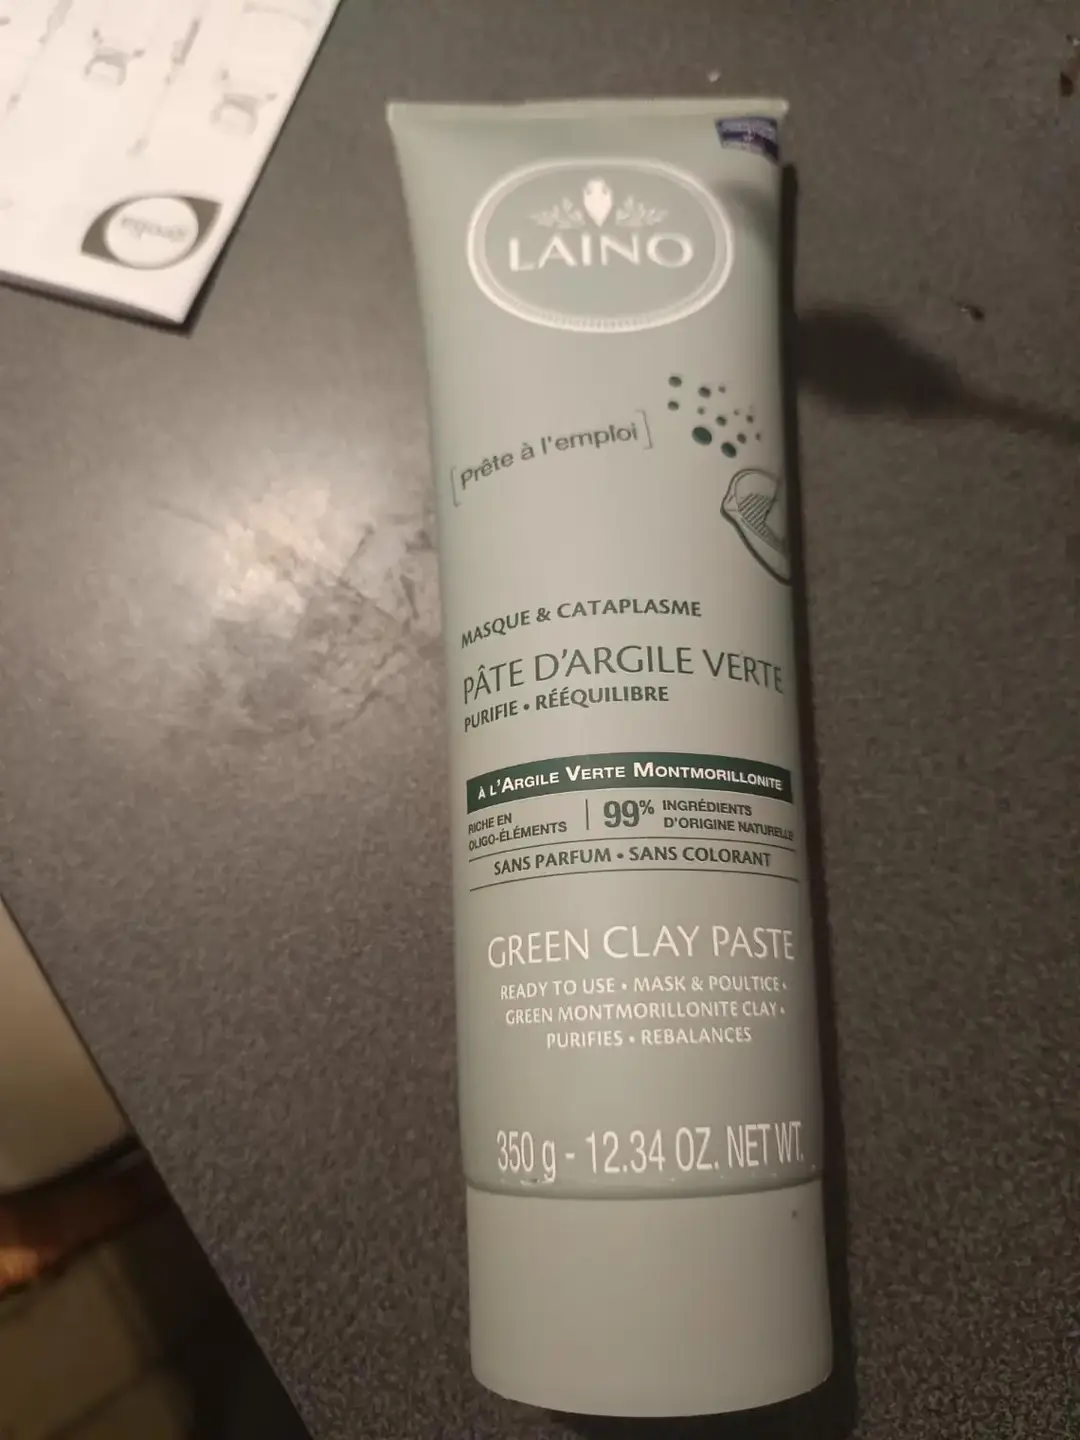 LAINO
[Prête à l'emploi]
MASQUE & CATAPLASME
PÂTE D'ARGILE VERTE
PURIFIE • RÉÉQUILIBRE
À L'ARGILE VERTE MONTMORILLONITE
RICHE EN
OLIGO-ÉLÉMENTS
99% INGRÉDIENTS
D'ORIGINE NATURELLE
SANS PARFUM • SANS COLORANT
GREEN CLAY PASTE
READY TO USE • MASK & POULTICE •
GREEN MONTMORILLONITE CLAY •
PURIFIES • REBALANCES
350 g - 12.34 OZ. NET WT.